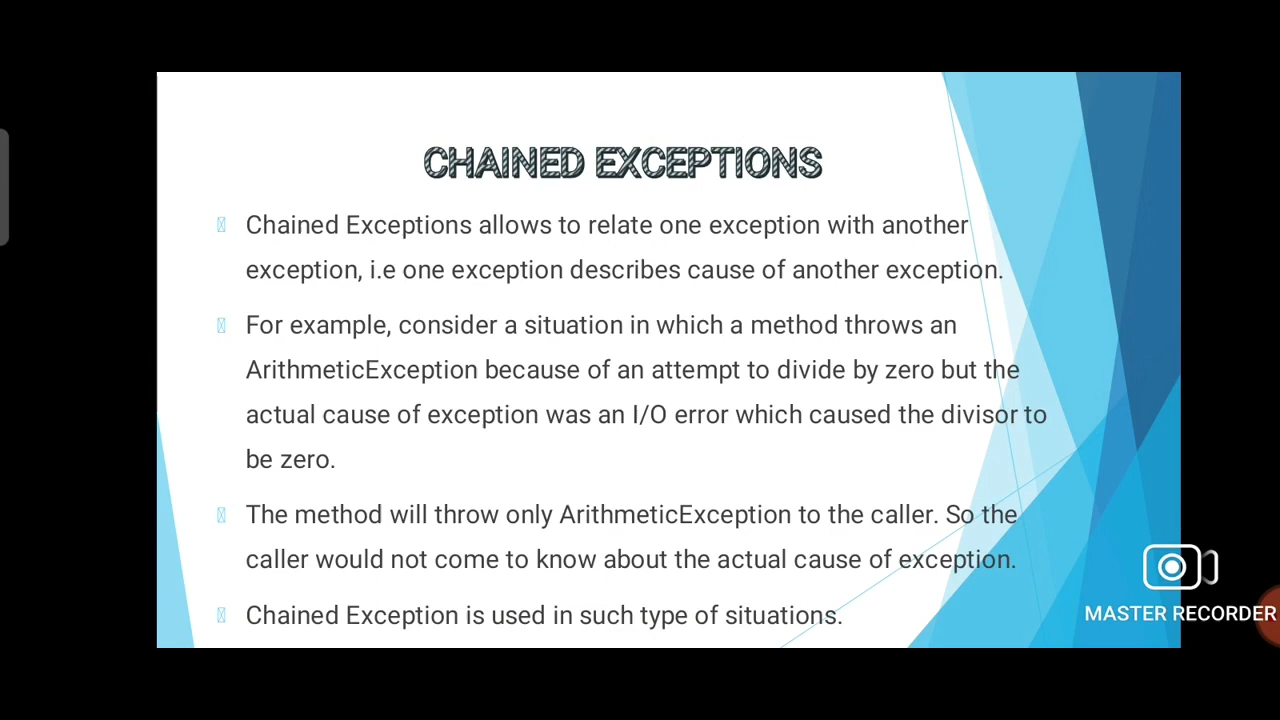 CHAINED EXCEPTIONS
Chained Exceptions allows to relate one exception with another
exception, i.e one exception describes cause of another exception.
For example, consider a situation in which a method throws an
ArithmeticException because of an attempt to divide by zero but the
actual cause of exception was an I/O error which caused the divisor to
be zero.
The method will throw only ArithmeticException to the caller. So the
caller would not come to know about the actual cause of exception.
Chained Exception is used in such type of situations.
MASTER RECORDER